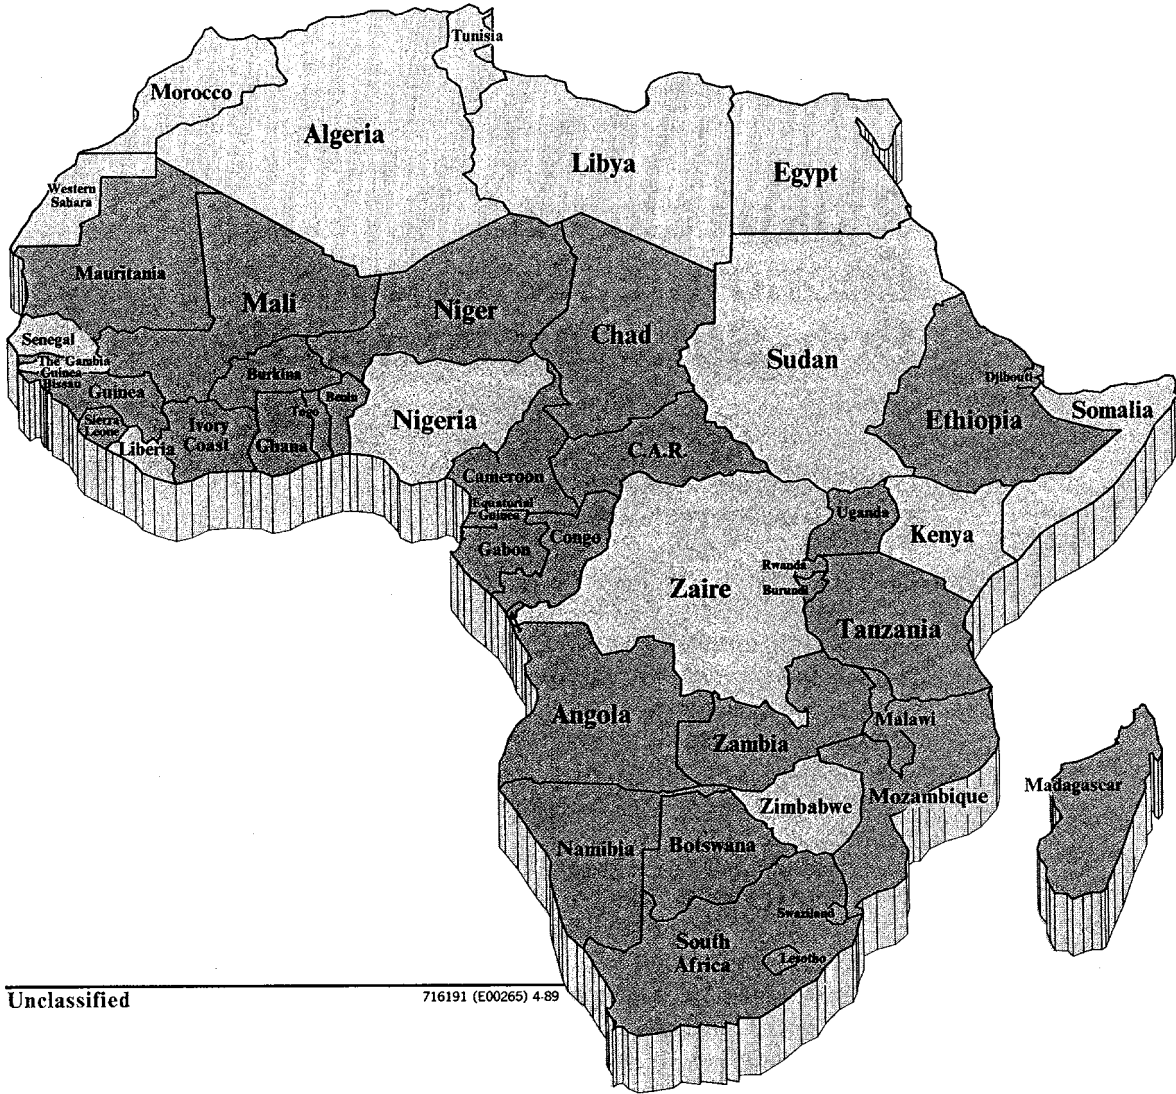 Tunisia
Morocco
Algeria
Libya
Egypt
Western
Sahara
Mauritania
Mali
Niger
Chad
Sudan
Senegal
The Gambia
Guinea
Bissau
Guinea
Burkina
Benin
Togo
Djibouti
Somalia
Ethiopia
Nigeria
Sierra
Leone
Liberia
Ivory
Coast
Ghana
C.A.R.
Cameroon
Equatorial
Guinea
Uganda
Kenya
Gabon
Congo
Rwanda
Burundi
Zaire
Tanzania
Angola
Malawi
Zambia
Madagascar
Mozambique
Zimbabwe
Namibia
Botswana
Swaziland
South
Africa
Lesotho
Unclassified
716191 (E00265) 4-89